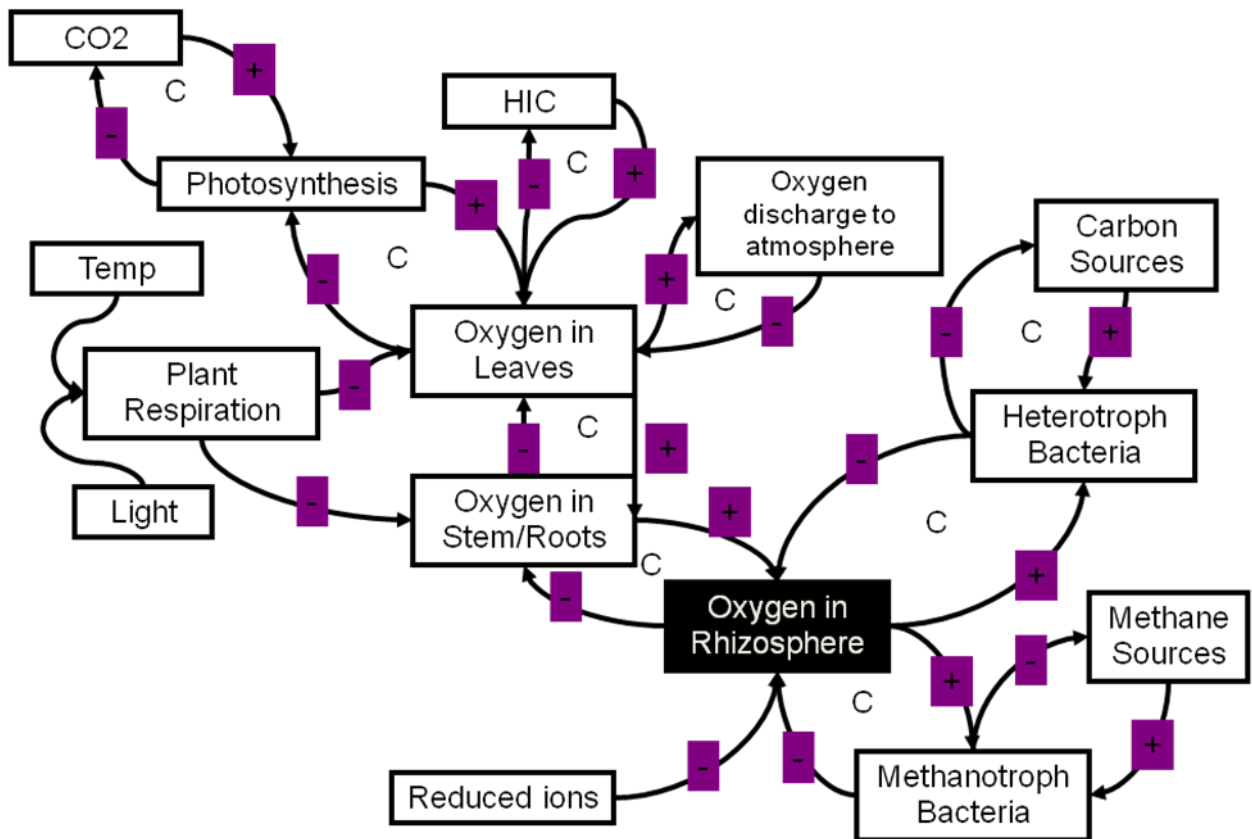 CO2
+
C
-
HIC
Photosynthesis
+
-
C
+
Oxygen
discharge to
atmosphere
Carbon
Sources
Temp
-
C
+
C
-
-
C
+
Oxygen in
Leaves
Plant
Respiration
-
Heterotroph
Bacteria
-
C
+
-
Light
-
Oxygen in
Stem/Roots
+
C
C
-
Oxygen in
Rhizosphere
+
Methane
Sources
+
-
C
-
+
Reduced ions
-
Methanotroph
Bacteria